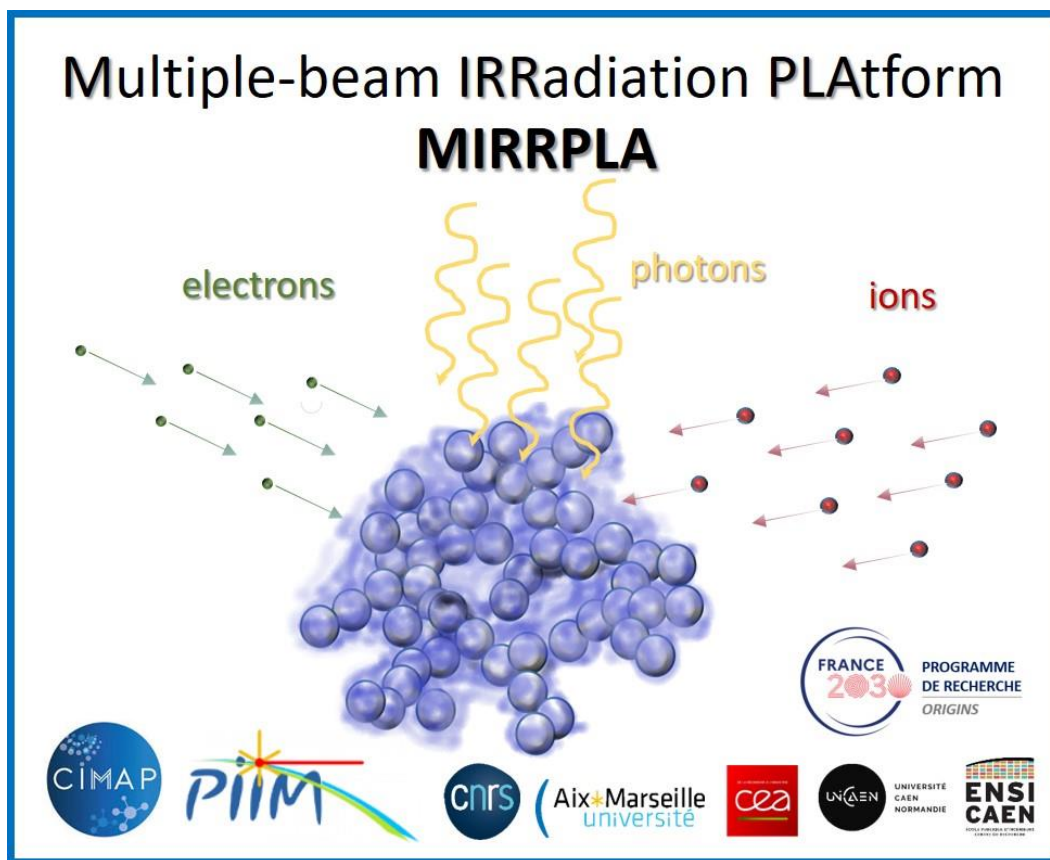 Multiple-beam IRRadiation PLAtform
MIRRPLA
electrons
photons
ions
FRANCE
2030
PROGRAMME
DE RECHERCHE
ORIGINS
CIMAP
PIIM
cnrs
Aix*Marseille
université
cea
UNICAEN
UNIVERSITÉ
CAEN
NORMANDIE
ENSI
CAEN